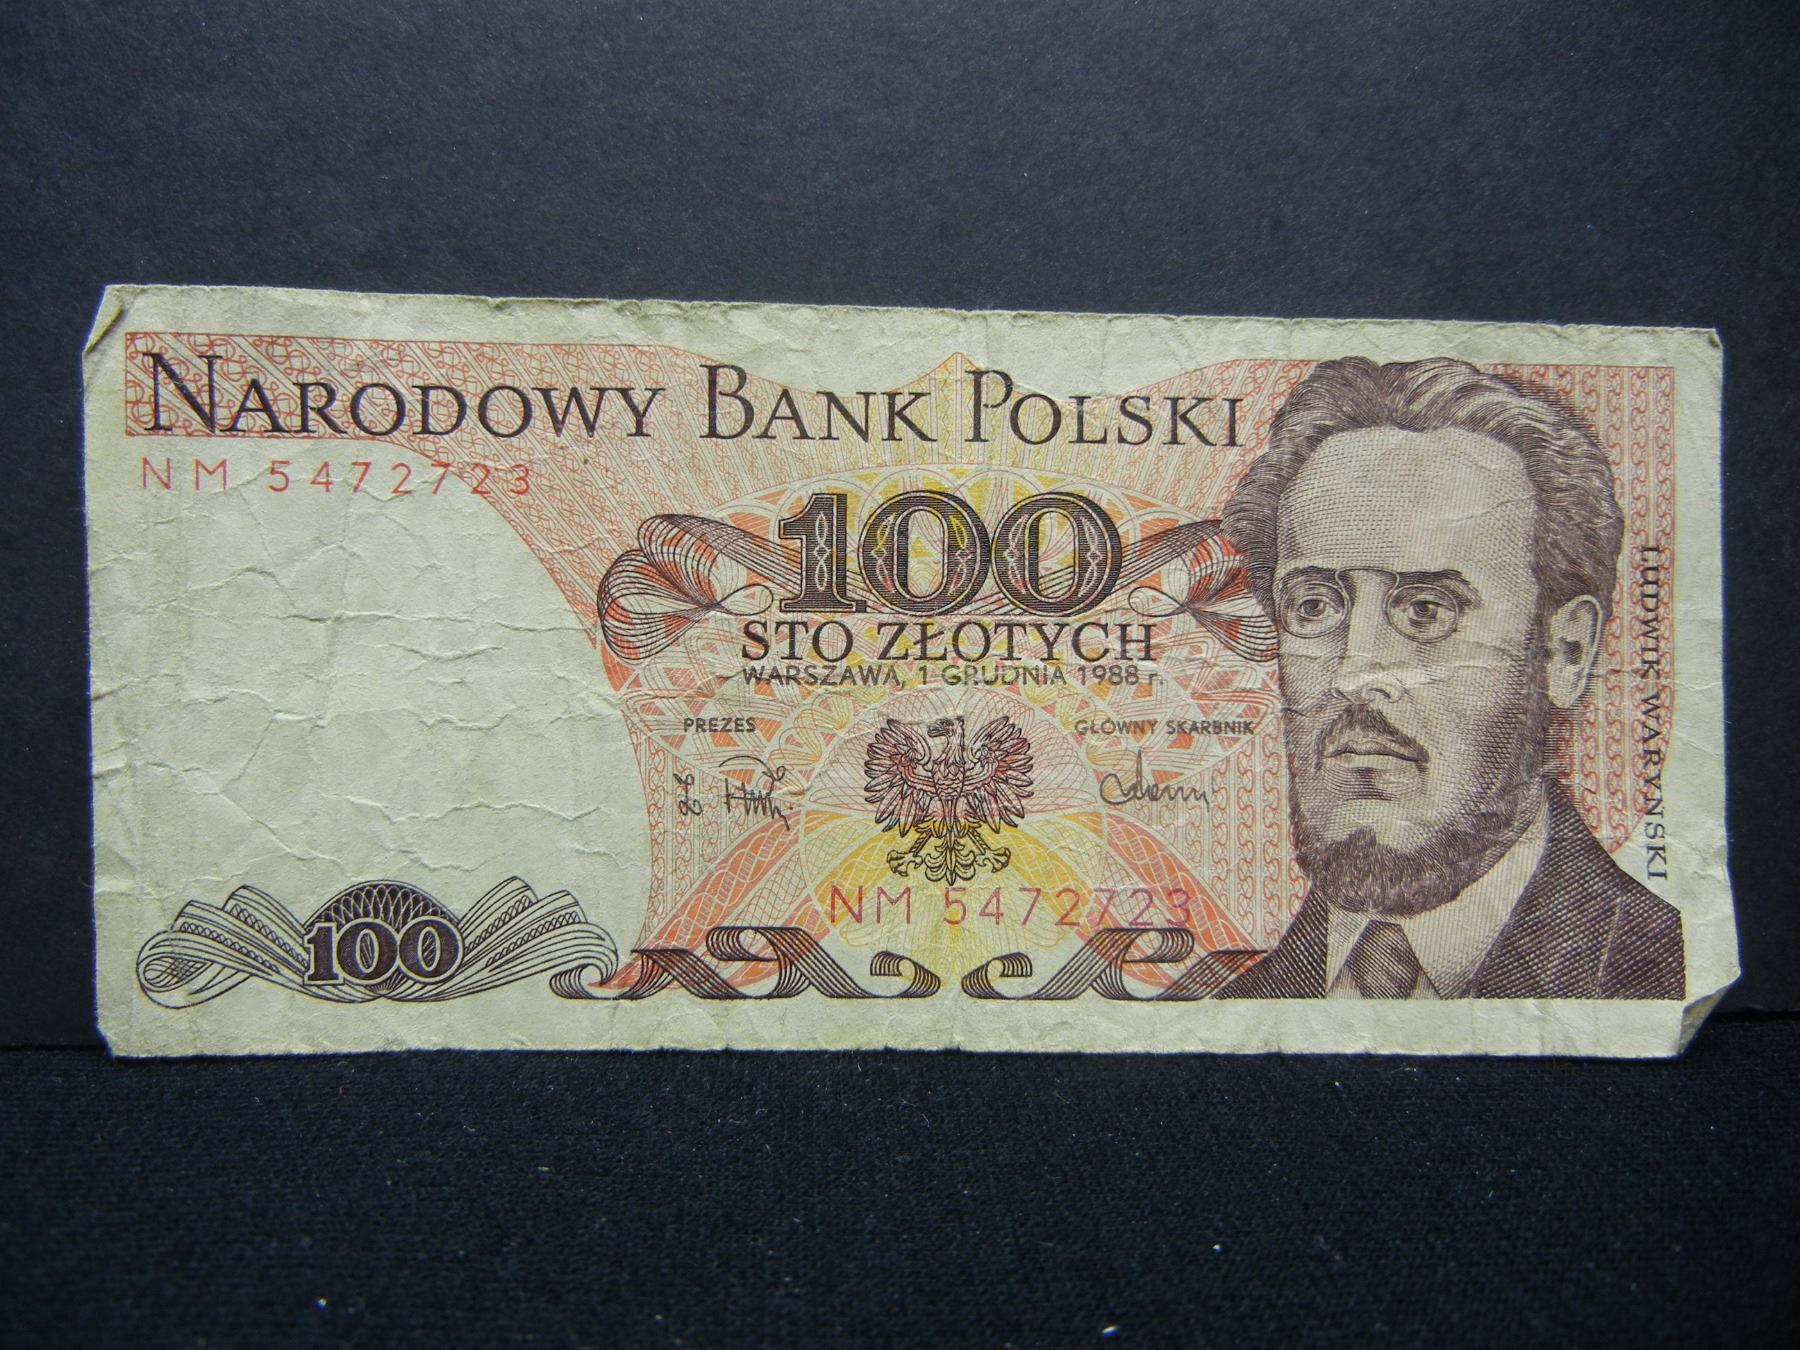 NARODOWY BANK POLSKI
NM 5472723
100
STO ZŁOTYCH
WARSZAWA, 1 GRUDNIA 1988 r.
PREZES
GŁÓWNY SKARBNIK
NM 5472723
100
LUDWIK WARYŃSKI